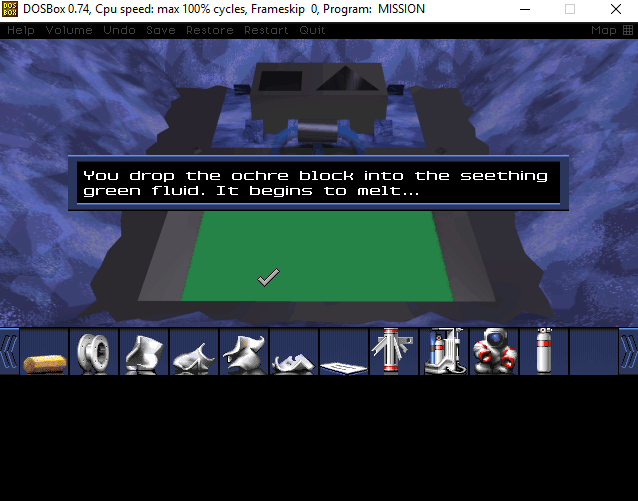 DOSBox 0.74, Cpu speed: max 100% cycles, Frameskip 0, Program: MISSION
Help Volume Undo Save Restore Restart Quit Map
You drop the ochre block into the seething
green fluid. It begins to melt...